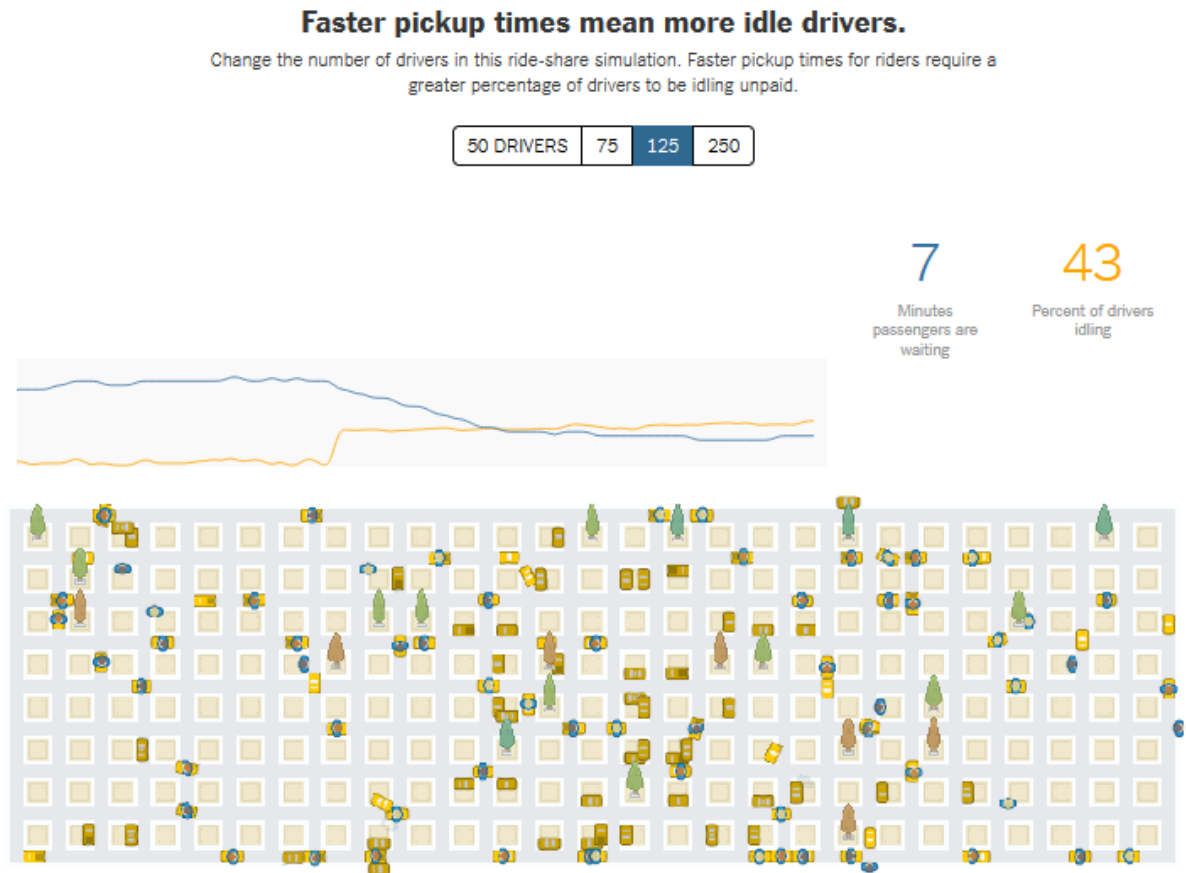 Faster pickup times mean more idle drivers.
Change the number of drivers in this ride-share simulation. Faster pickup times for riders require a
greater percentage of drivers to be idling unpaid.
50 DRIVERS 75 125 250
7 43
Minutes Percent of drivers
passengers are idling
waiting